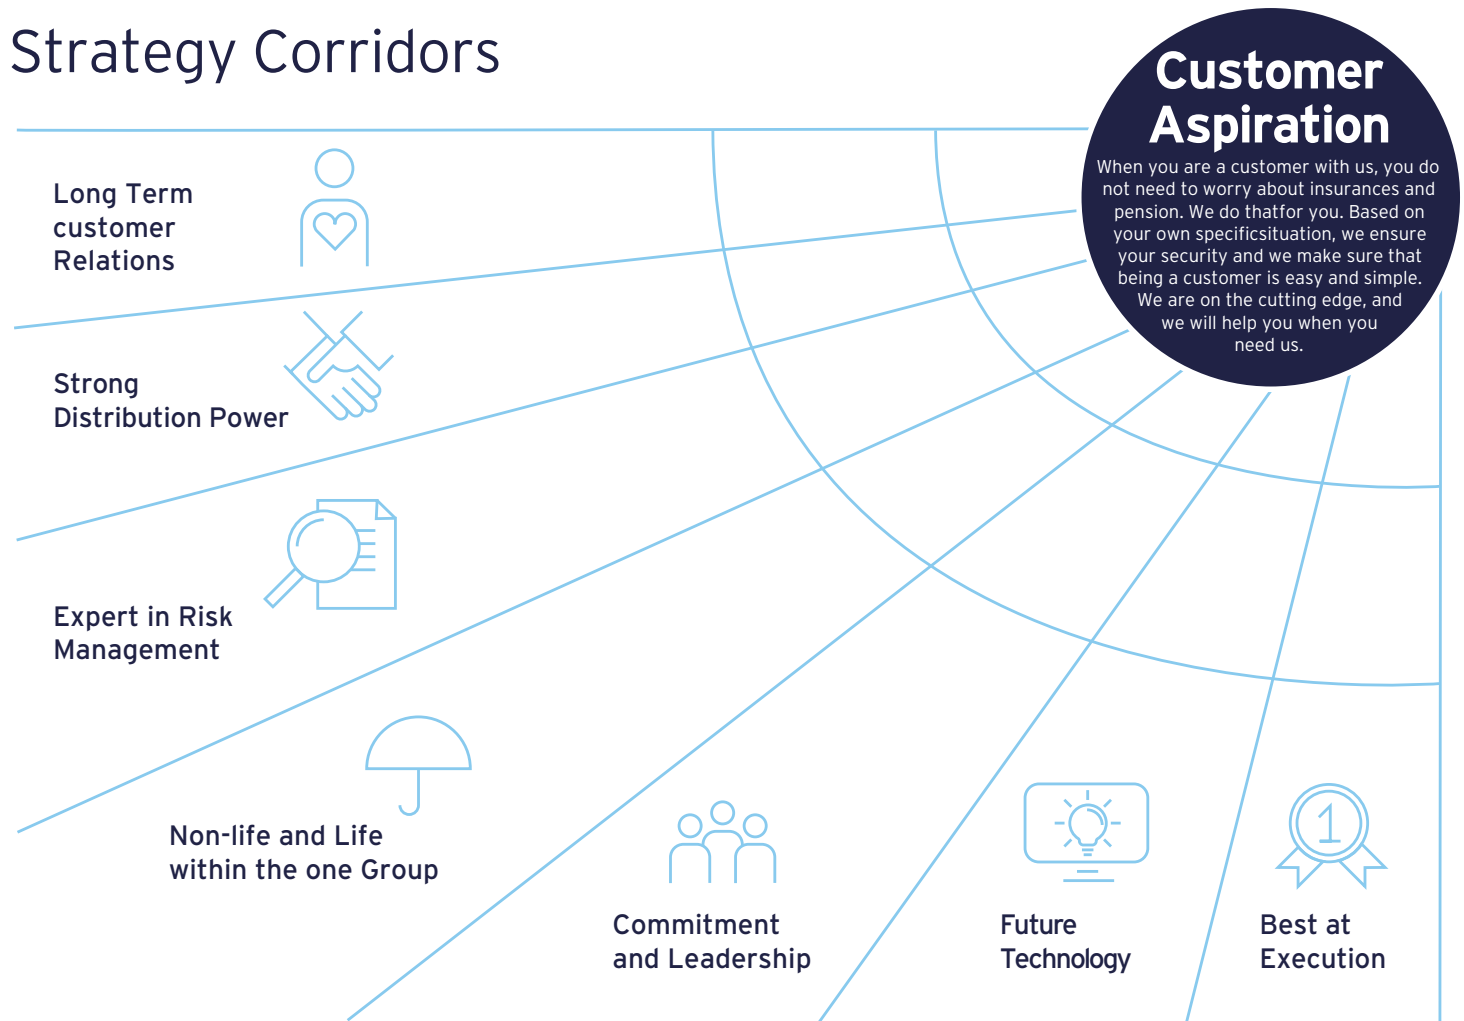 Strategy Corridors
Customer
Aspiration
When you are a customer with us, you do
not need to worry about insurances and
pension. We do thatfor you. Based on
your own specificsituation, we ensure
your security and we make sure that
being a customer is easy and simple.
We are on the cutting edge, and
we will help you when you
need us.
Long Term
customer
Relations
Strong
Distribution Power
Expert in Risk
Management
Non-life and Life
within the one Group
Commitment
and Leadership
Future
Technology
1
Best at
Execution